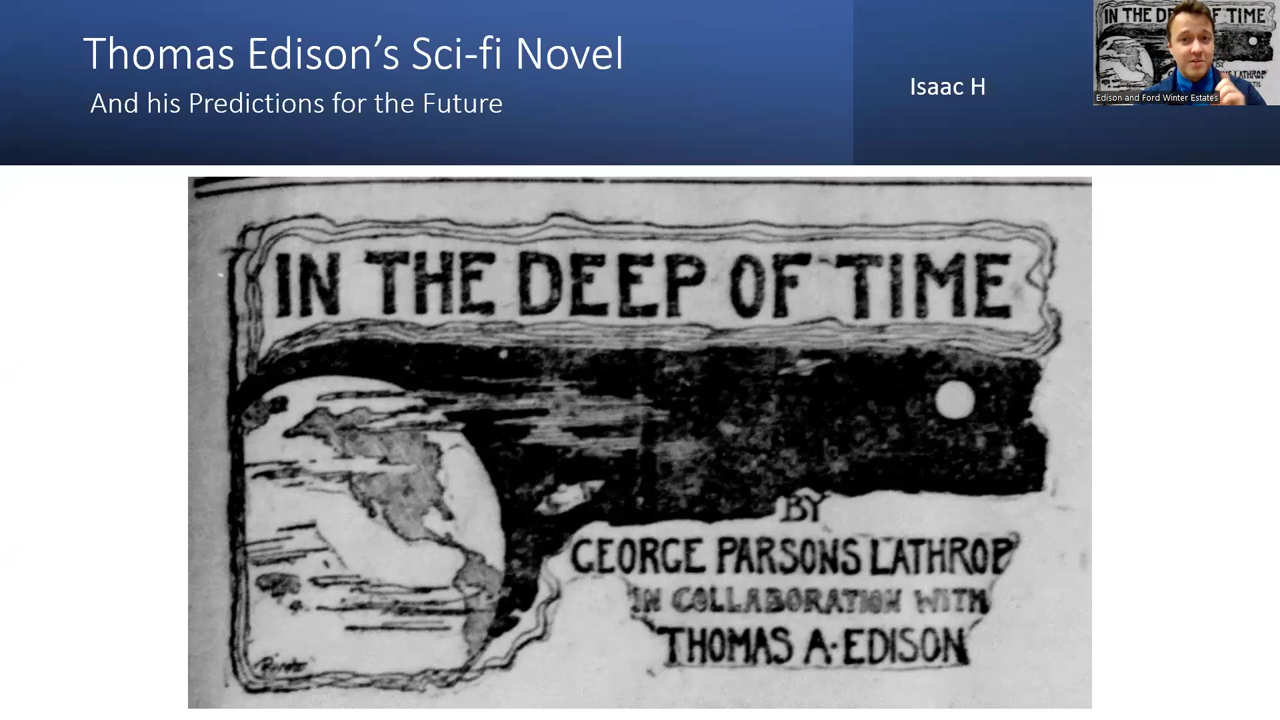 Thomas Edison’s Sci-fi Novel
And his Predictions for the Future
Isaac H
IN THE DEEP OF TIME
LATHROP
Edison and Ford Winter Estates
IN THE DEEP OF TIME
BY
GEORGE PARSONS LATHROP
IN COLLABORATION WITH
THOMAS A·EDISON